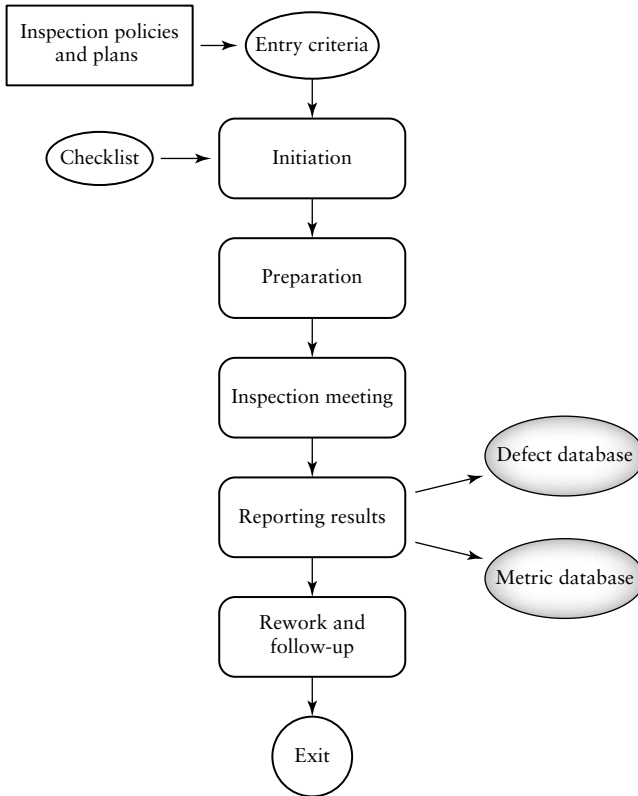 Inspection policies
and plans
Entry criteria
Checklist
Initiation
Preparation
Inspection meeting
Defect database
Reporting results
Metric database
Rework and
follow-up
Exit